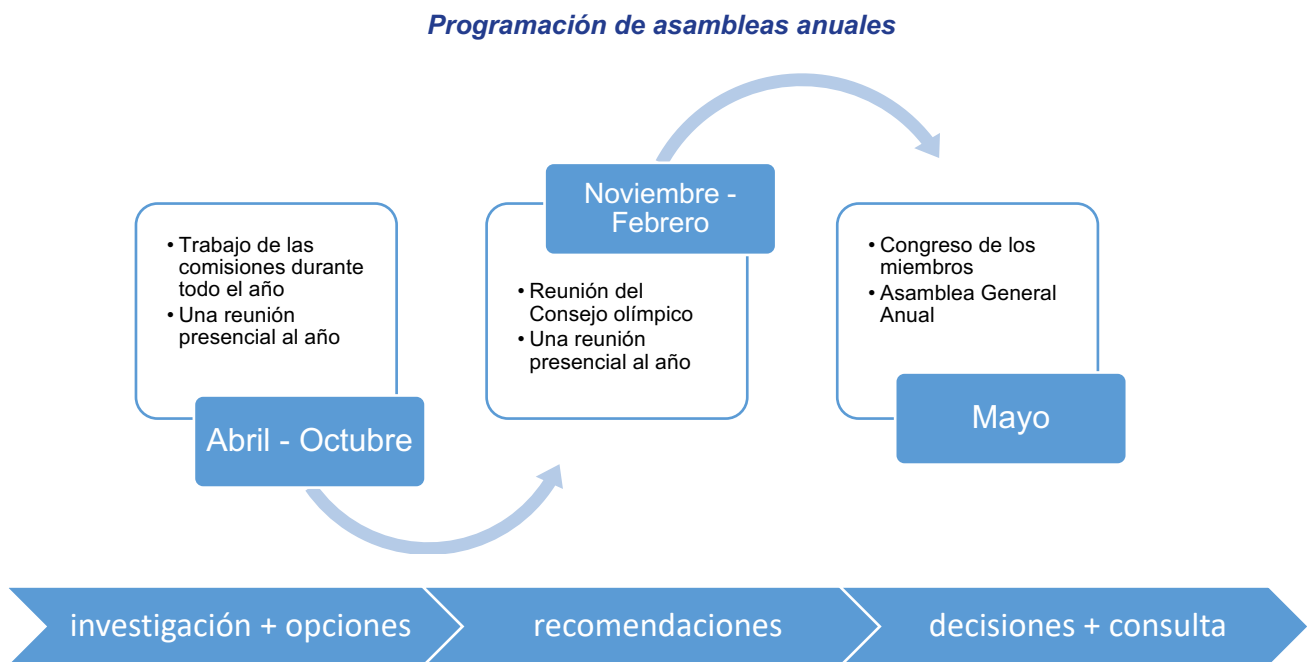 Programación de asambleas anuales
• Trabajo de las
comisiones durante
todo el año
• Una reunión
presencial al año
Abril - Octubre
Noviembre -
Febrero
• Reunión del
Consejo olímpico
• Una reunión
presencial al año
• Congreso de los
miembros
• Asamblea General
Anual
Mayo
investigación + opciones
recomendaciones
decisiones + consulta